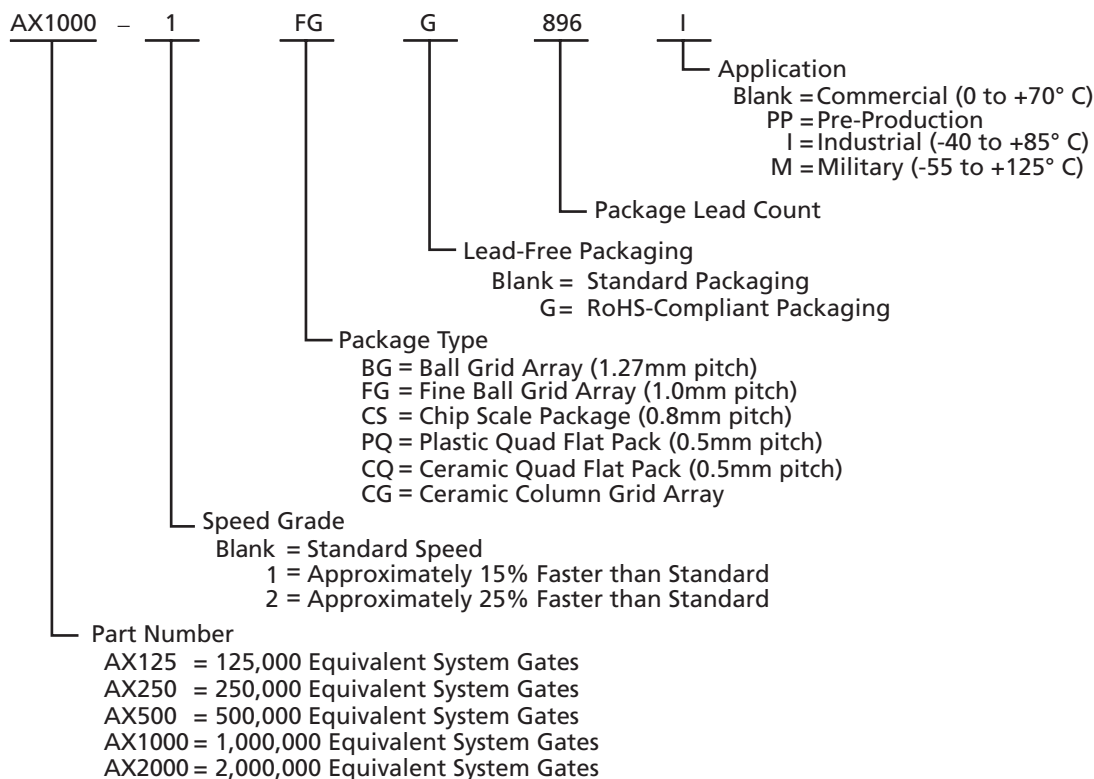 AX1000 – 1 FG G 896 I
Application
Blank = Commercial (0 to +70° C)
PP = Pre-Production
I = Industrial (-40 to +85° C)
M = Military (-55 to +125° C)
Package Lead Count
Lead-Free Packaging
Blank = Standard Packaging
G= RoHS-Compliant Packaging
Package Type
BG = Ball Grid Array (1.27mm pitch)
FG = Fine Ball Grid Array (1.0mm pitch)
CS = Chip Scale Package (0.8mm pitch)
PQ = Plastic Quad Flat Pack (0.5mm pitch)
CQ = Ceramic Quad Flat Pack (0.5mm pitch)
CG = Ceramic Column Grid Array
Speed Grade
Blank = Standard Speed
1 = Approximately 15% Faster than Standard
2 = Approximately 25% Faster than Standard
Part Number
AX125 = 125,000 Equivalent System Gates
AX250 = 250,000 Equivalent System Gates
AX500 = 500,000 Equivalent System Gates
AX1000 = 1,000,000 Equivalent System Gates
AX2000 = 2,000,000 Equivalent System Gates